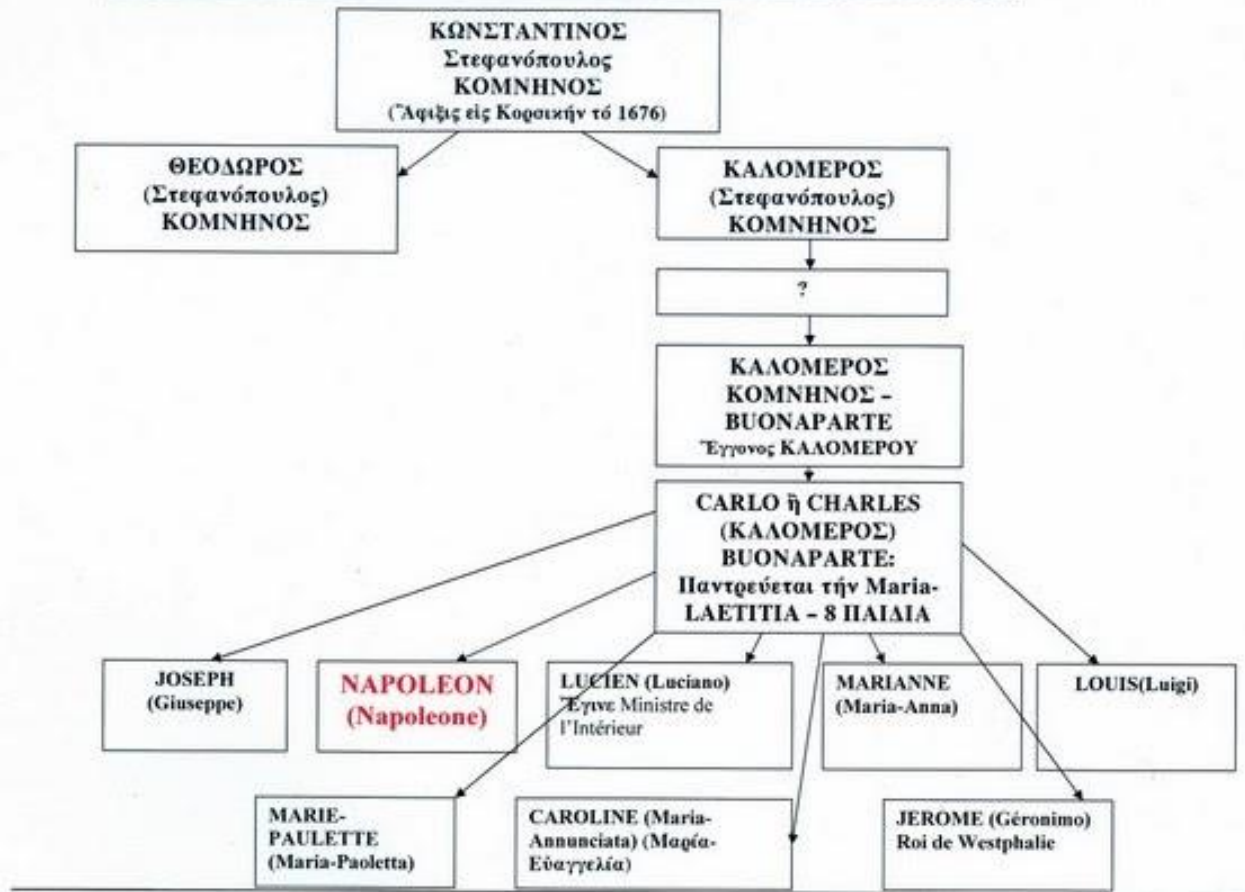 ΚΩΝΣΤΑΝΤΙΝΟΣ
Στεφανόπουλος
ΚΟΜΝΗΝΟΣ
(Ἄφιξις εἰς Κορσικήν τό 1676)
ΘΕΟΔΩΡΟΣ
(Στεφανόπουλος)
ΚΟΜΝΗΝΟΣ
ΚΑΛΟΜΕΡΟΣ
(Στεφανόπουλος)
ΚΟΜΝΗΝΟΣ
?
ΚΑΛΟΜΕΡΟΣ
ΚΟΜΝΗΝΟΣ –
BUONAPARTE
Ἔγγονος ΚΑΛΟΜΕΡΟΥ
CARLO ἢ CHARLES
(ΚΑΛΟΜΕΡΟΣ)
BUONAPARTE:
Παντρεύεται τήν Maria-
LAETITIA – 8 ΠΑΙΔΙΑ
JOSEPH
(Giuseppe)
NAPOLEON
(Napoleone)
LUCIEN (Luciano)
Ἔγινε Ministre de
l'Intérieur
MARIANNE
(Maria-Anna)
LOUIS(Luigi)
MARIE-
PAULETTE
(Maria-Paoletta)
CAROLINE (Maria-
Annunciata) (Μαρία-
Εὐαγγελία)
JEROME (Géronimo)
Roi de Westphalie